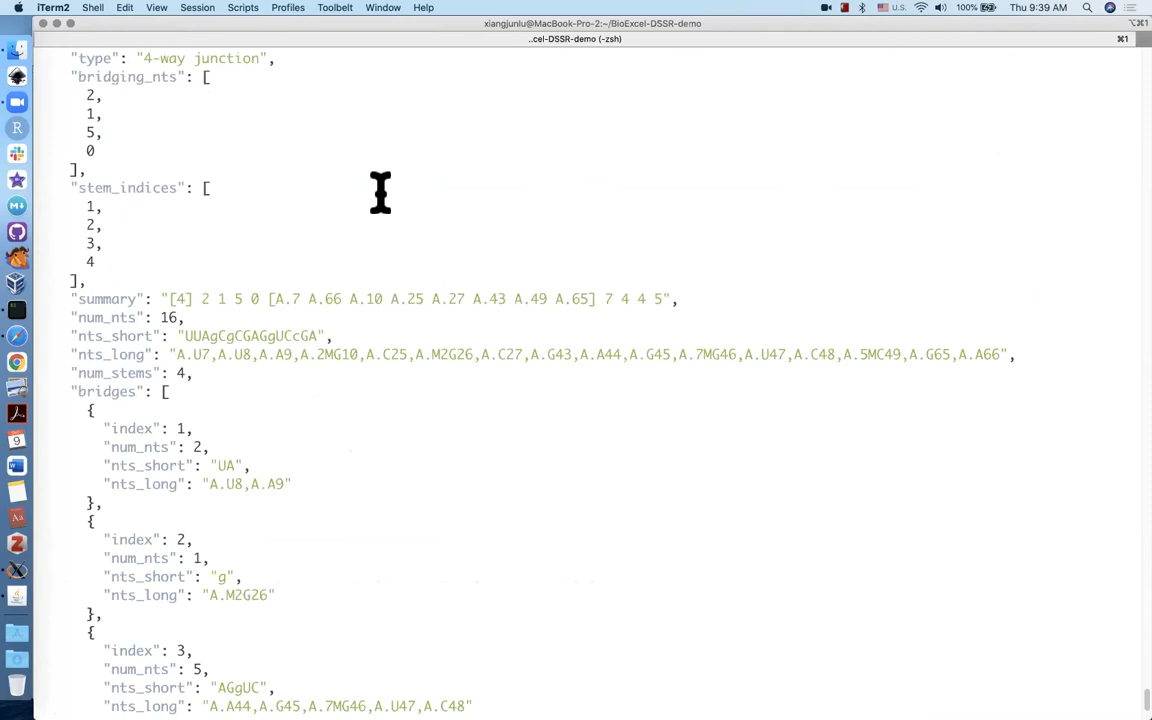 iTerm2 Shell Edit View Session Scripts Profiles Toolbelt Window Help U.S. 100% Thu 9:39 AM
xiangjunlu@MacBook-Pro-2:~/BioExcel-DSSR-demo ⌥⌘1
..cel-DSSR-demo (-zsh) ⌘1
"type": "4-way junction",
"bridging_nts": [
2,
1,
5,
0
],
"stem_indices": [
1,
2,
3,
4
],
"summary": "[4] 2 1 5 0 [A.7 A.66 A.10 A.25 A.27 A.43 A.49 A.65] 7 4 4 5",
"num_nts": 16,
"nts_short": "UUAgCgCGAGgUCcGA",
"nts_long": "A.U7,A.U8,A.A9,A.2MG10,A.C25,A.M2G26,A.C27,A.G43,A.A44,A.G45,A.7MG46,A.U47,A.C48,A.5MC49,A.G65,A.A66",
"num_stems": 4,
"bridges": [
{
"index": 1,
"num_nts": 2,
"nts_short": "UA",
"nts_long": "A.U8,A.A9"
},
{
"index": 2,
"num_nts": 1,
"nts_short": "g",
"nts_long": "A.M2G26"
},
{
"index": 3,
"num_nts": 5,
"nts_short": "AGgUC",
"nts_long": "A.A44,A.G45,A.7MG46,A.U47,A.C48"